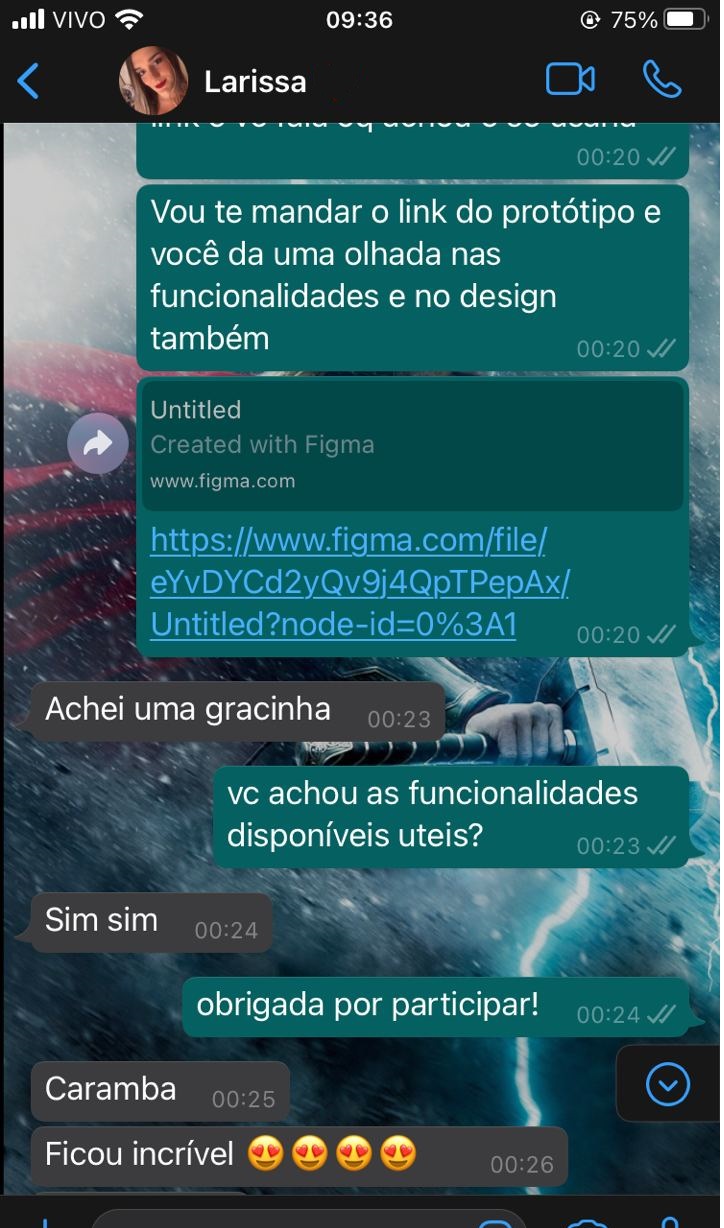 VIVO
09:36
75%
Larissa
00:20
Vou te mandar o link do protótipo e
você da uma olhada nas
funcionalidades e no design
também
00:20
Untitled
Created with Figma
www.figma.com
https://www.figma.com/file/
eYvDYCd2yQv9j4QpTPepAx/
Untitled?node-id=0%3A1
00:20
Achei uma gracinha
00:23
vc achou as funcionalidades
disponíveis uteis?
00:23
Sim sim
00:24
obrigada por participar!
00:24
Caramba
00:25
Ficou incrível 😍😍😍😍
00:26